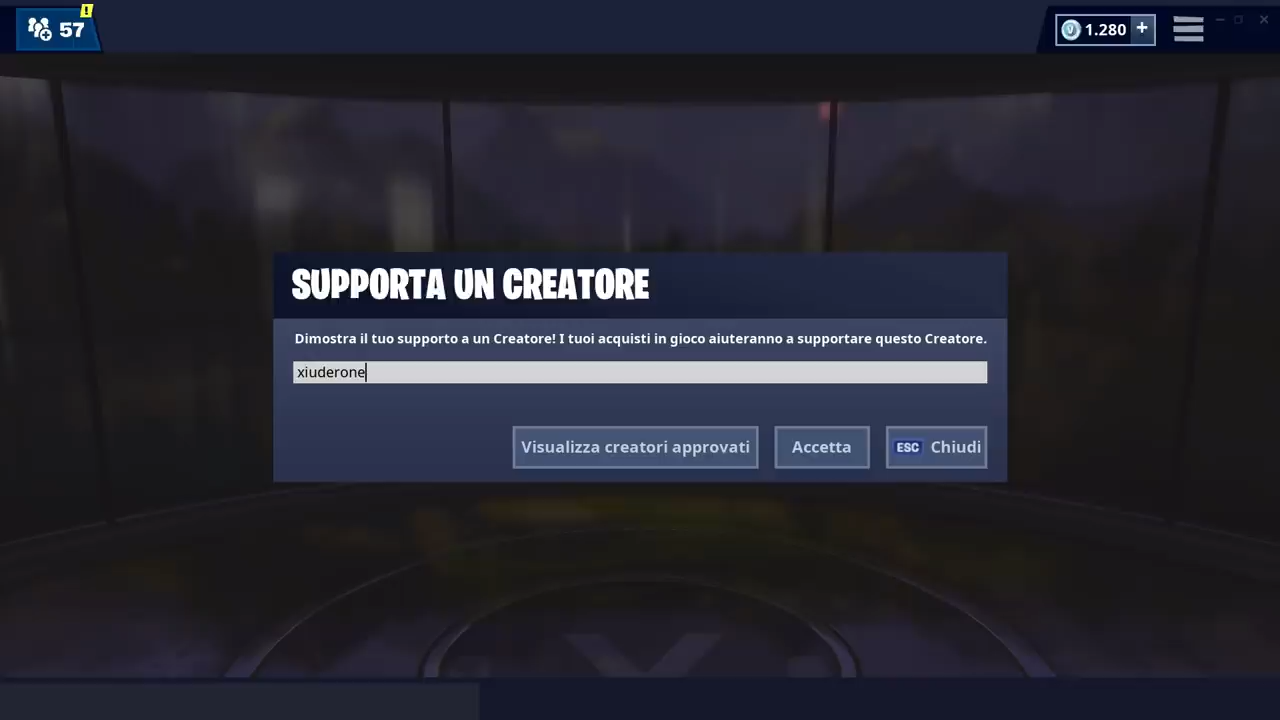 57
!
1.280 +
SUPPORTA UN CREATORE
Dimostra il tuo supporto a un Creatore! I tuoi acquisti in gioco aiuteranno a supportare questo Creatore.
xiuderone
Visualizza creatori approvati
Accetta
ESC Chiudi